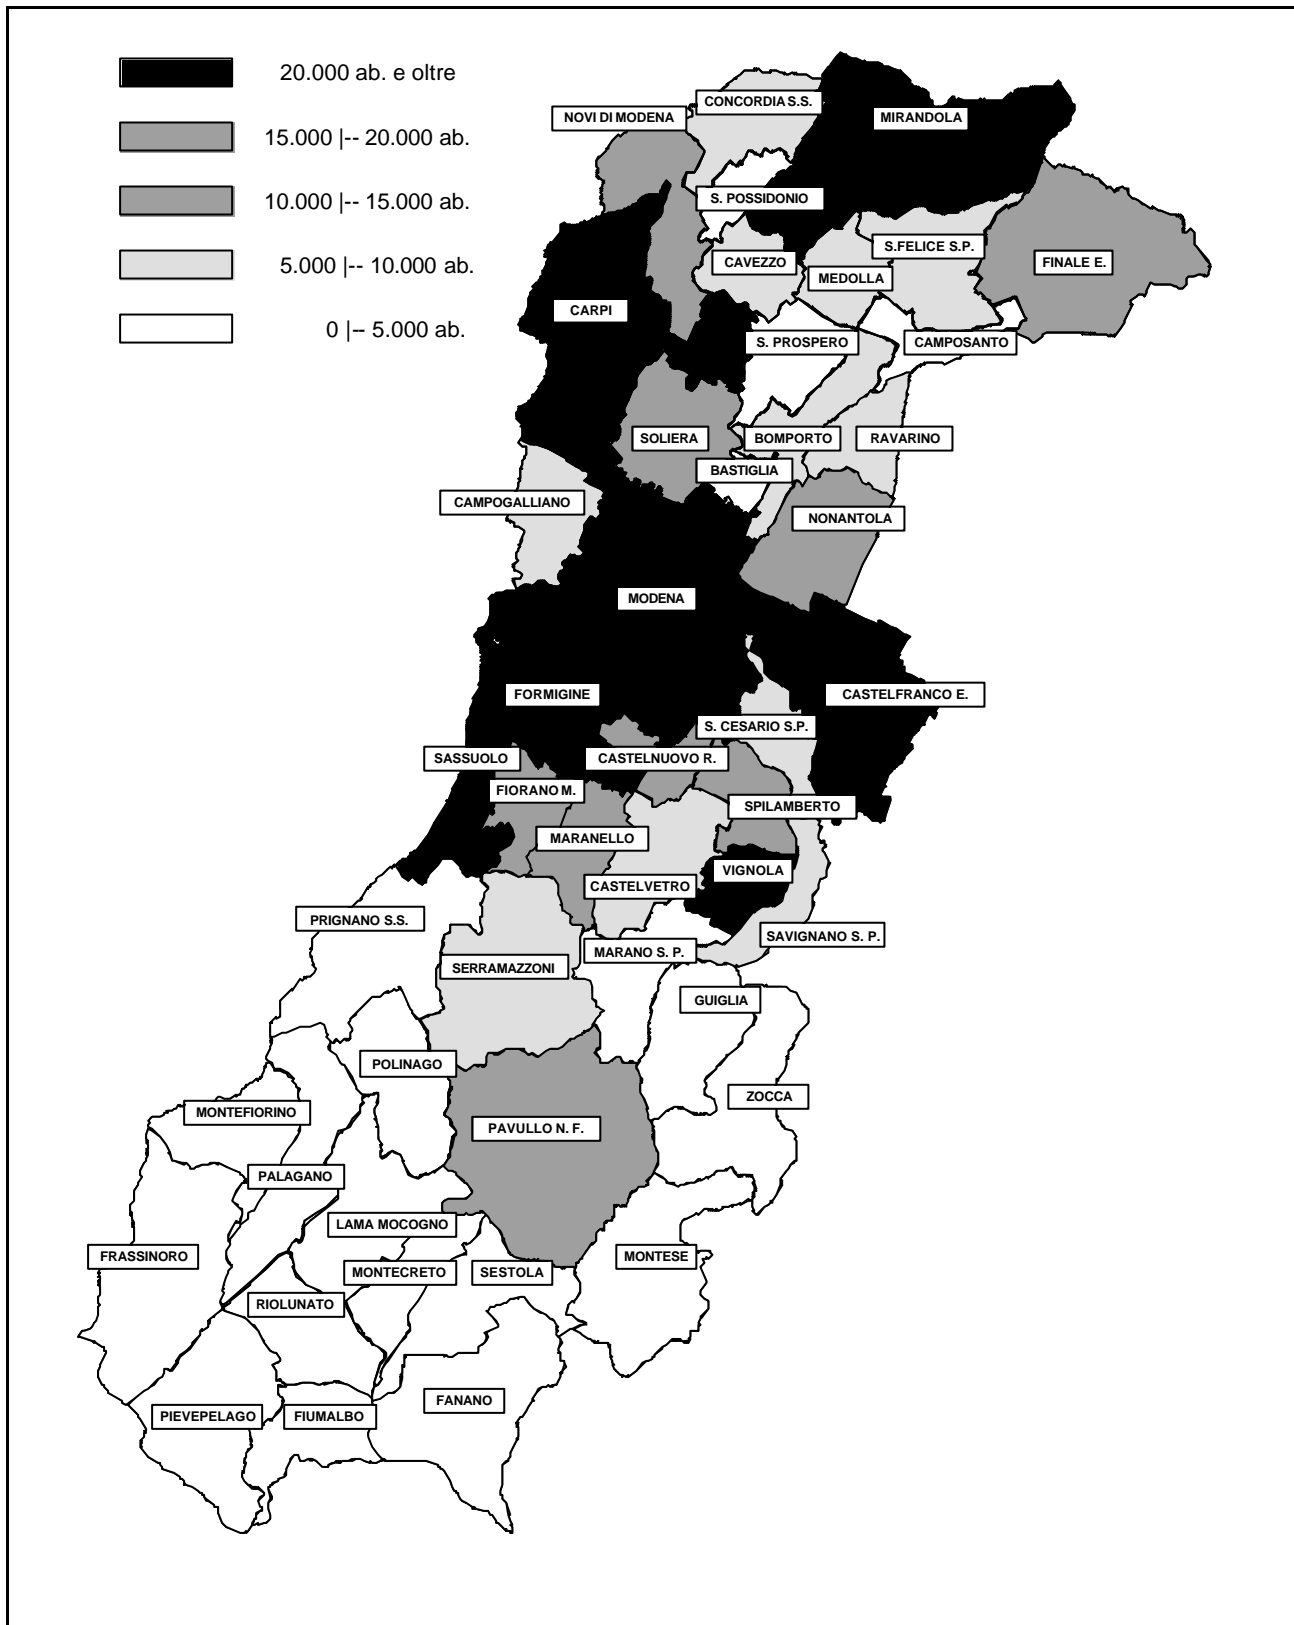 20.000 ab. e oltre
15.000 |-- 20.000 ab.
10.000 |-- 15.000 ab.
5.000 |-- 10.000 ab.
0 |-- 5.000 ab.
CONCORDIA S.S.
NOVI DI MODENA
MIRANDOLA
S. POSSIDONIO
S.FELICE S.P.
CAVEZZO
FINALE E.
MEDOLLA
CARPI
S. PROSPERO
CAMPOSANTO
SOLIERA
BOMPORTO
RAVARINO
BASTIGLIA
CAMPOGALLIANO
NONANTOLA
MODENA
FORMIGINE
CASTELFRANCO E.
S. CESARIO S.P.
SASSUOLO
CASTELNUOVO R.
FIORANO M.
SPILAMBERTO
MARANELLO
VIGNOLA
CASTELVETRO
PRIGNANO S.S.
SAVIGNANO S. P.
MARANO S. P.
SERRAMAZZONI
GUIGLIA
POLINAGO
ZOCCA
MONTEFIORINO
PAVULLO N. F.
PALAGANO
LAMA MOCOGNO
FRASSINORO
MONTESE
MONTECRETO
SESTOLA
RIOLUNATO
FANANO
PIEVEPELAGO
FIUMALBO